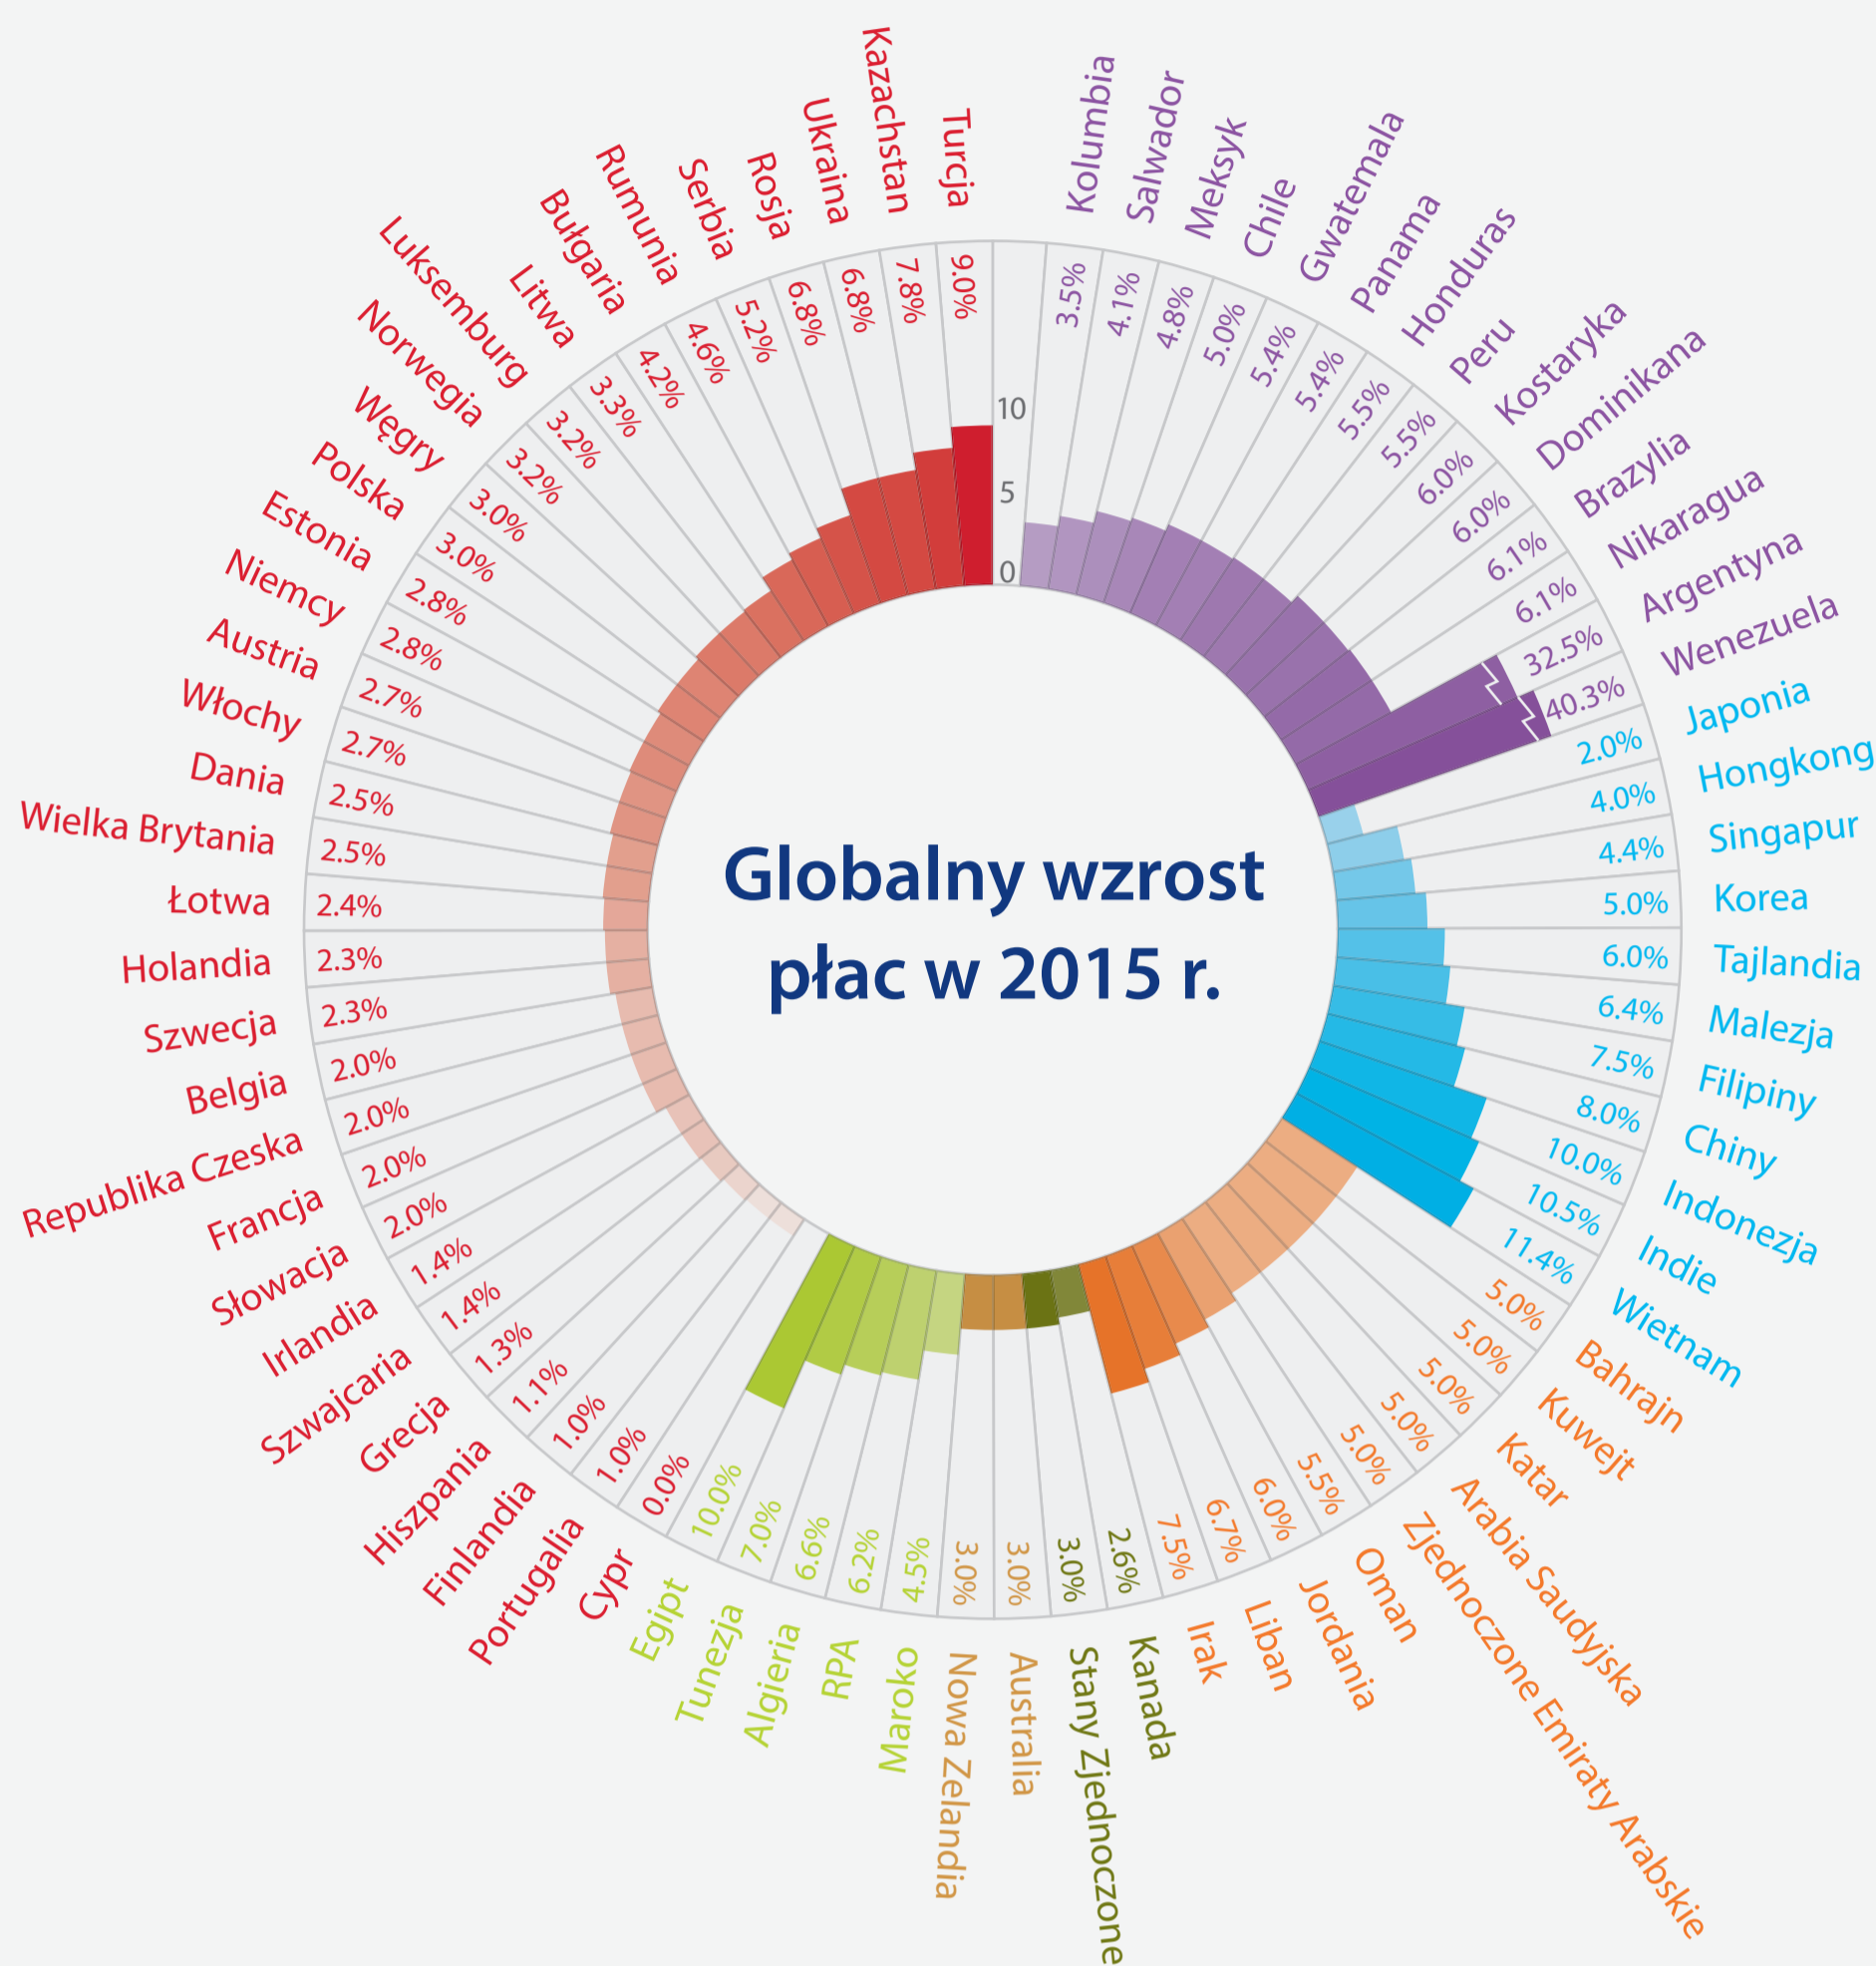 Globalny wzrost
płac w 2015 r.
10
5
0
Kolumbia 3.5%
Salwador 4.1%
Meksyk 4.8%
Chile 5.0%
Gwatemala 5.4%
Panama 5.4%
Honduras 5.5%
Peru 5.5%
Kostaryka 6.0%
Dominikana 6.0%
Brazylia 6.1%
Nikaragua 6.1%
Argentyna 32.5%
Wenezuela 40.3%
Japonia 2.0%
Hongkong 4.0%
Singapur 4.4%
Korea 5.0%
Tajlandia 6.0%
Malezja 6.4%
Filipiny 7.5%
Chiny 8.0%
Indonezja 10.0%
Indie 10.5%
Wietnam 11.4%
Bahrajn 5.0%
Kuwejt 5.0%
Katar 5.0%
Arabia Saudyjska 5.0%
Zjednoczone Emiraty Arabskie 5.0%
Oman 5.5%
Jordania 6.0%
Liban 6.7%
Irak 7.5%
Kanada 2.6%
Stany Zjednoczone 3.0%
Australia 3.0%
Nowa Zelandia 3.0%
Maroko 4.5%
RPA 6.2%
Algieria 6.6%
Tunezja 7.0%
Egipt 10.0%
Cypr 0.0%
Portugalia 1.0%
Finlandia 1.0%
Hiszpania 1.1%
Grecja 1.3%
Szwajcaria 1.4%
Irlandia 1.4%
Słowacja 2.0%
Francja 2.0%
Republika Czeska 2.0%
Belgia 2.0%
Szwecja 2.3%
Holandia 2.3%
Łotwa 2.4%
Wielka Brytania 2.5%
Dania 2.5%
Włochy 2.7%
Austria 2.7%
Niemcy 2.8%
Estonia 2.8%
Polska 3.0%
Węgry 3.0%
Norwegia 3.2%
Luksemburg 3.2%
Litwa 3.3%
Bułgaria 4.2%
Rumunia 4.6%
Serbia 5.2%
Rosja 6.8%
Ukraina 6.8%
Kazachstan 7.8%
Turcja 9.0%